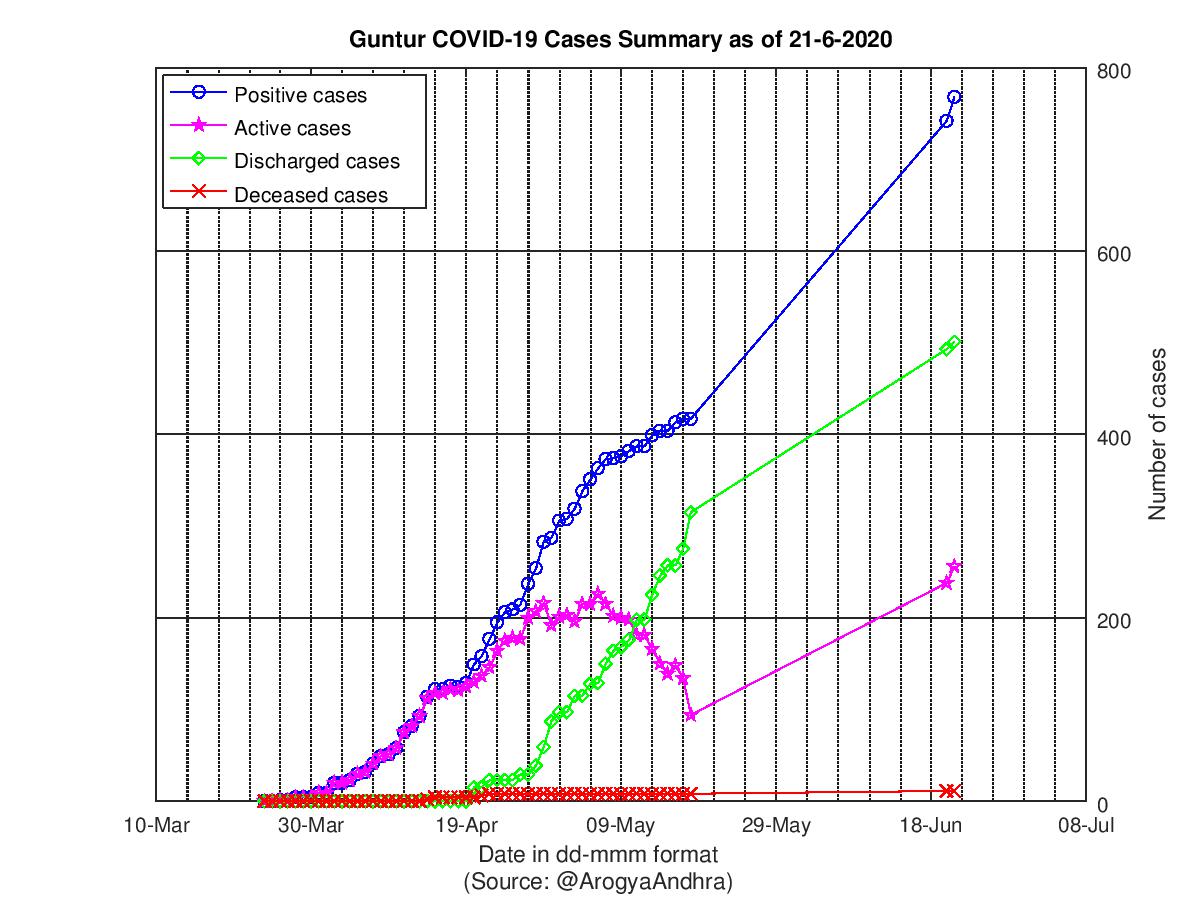 Guntur COVID-19 Cases Summary as of 21-6-2020
Positive cases
Active cases
Discharged cases
Deceased cases
800
600
400
200
0
Number of cases
10-Mar 30-Mar 19-Apr 09-May 29-May 18-Jun 08-Jul
Date in dd-mmm format
(Source: @ArogyaAndhra)